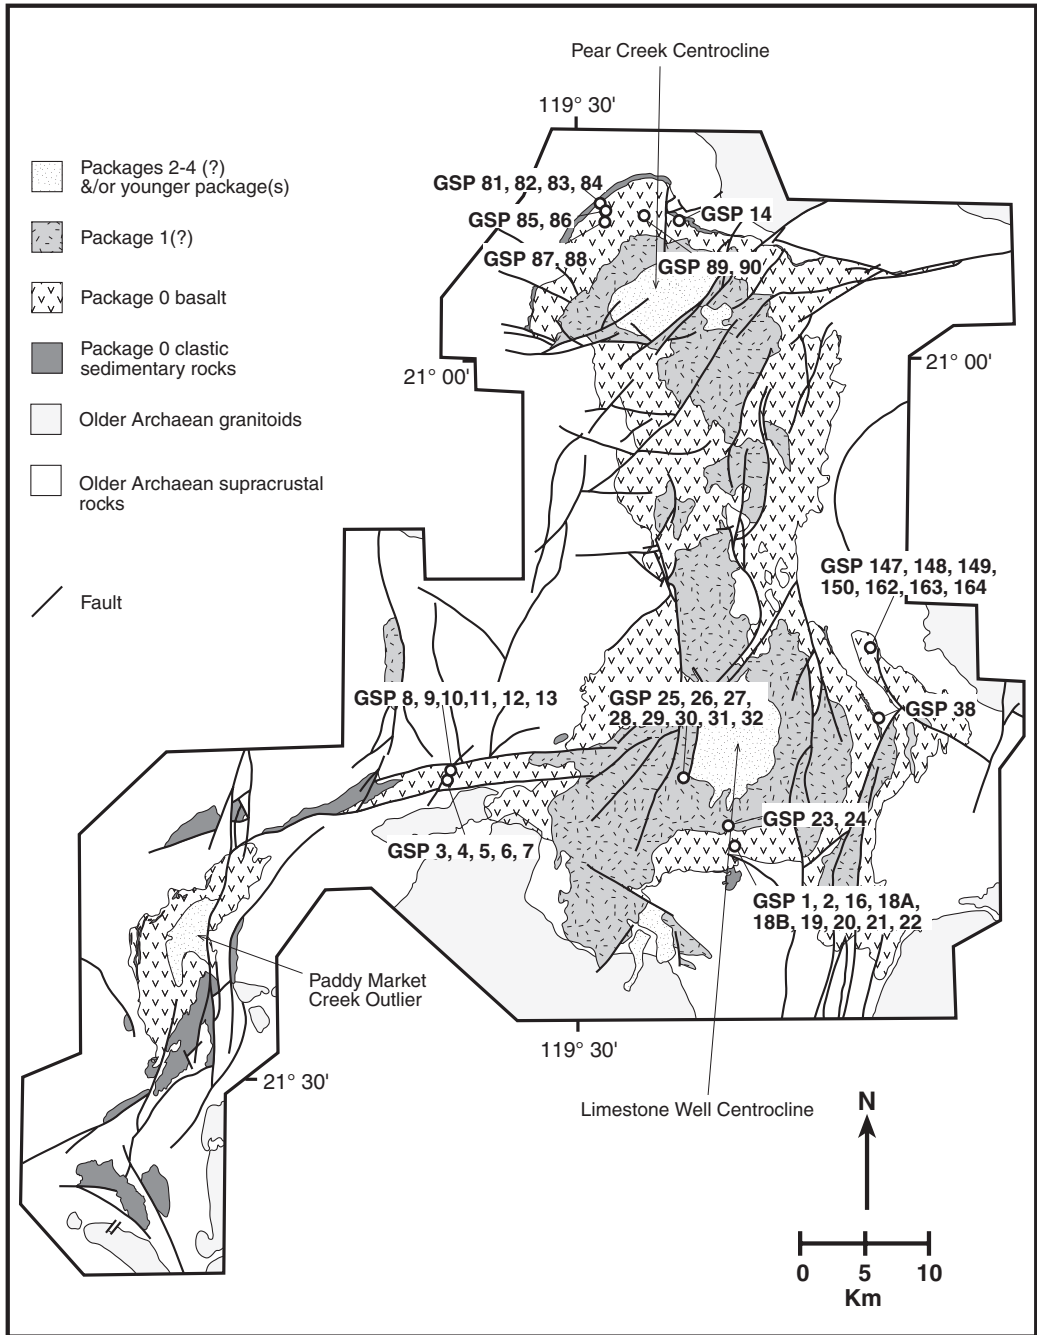 Pear Creek Centrocline
119° 30'
Packages 2-4 (?)
&/or younger package(s)
Package 1(?)
Package 0 basalt
Package 0 clastic
sedimentary rocks
Older Archaean granitoids
Older Archaean supracrustal
rocks
Fault
GSP 81, 82, 83, 84
GSP 85, 86
GSP 14
GSP 87, 88
GSP 89, 90
21° 00'
21° 00'
GSP 147, 148, 149,
150, 162, 163, 164
GSP 8, 9,10,11, 12, 13
GSP 25, 26, 27,
28, 29, 30, 31, 32
GSP 38
GSP 23, 24
GSP 3, 4, 5, 6, 7
GSP 1, 2, 16, 18A,
18B, 19, 20, 21, 22
Paddy Market
Creek Outlier
119° 30'
21° 30'
Limestone Well Centrocline
N
0 5 10
Km